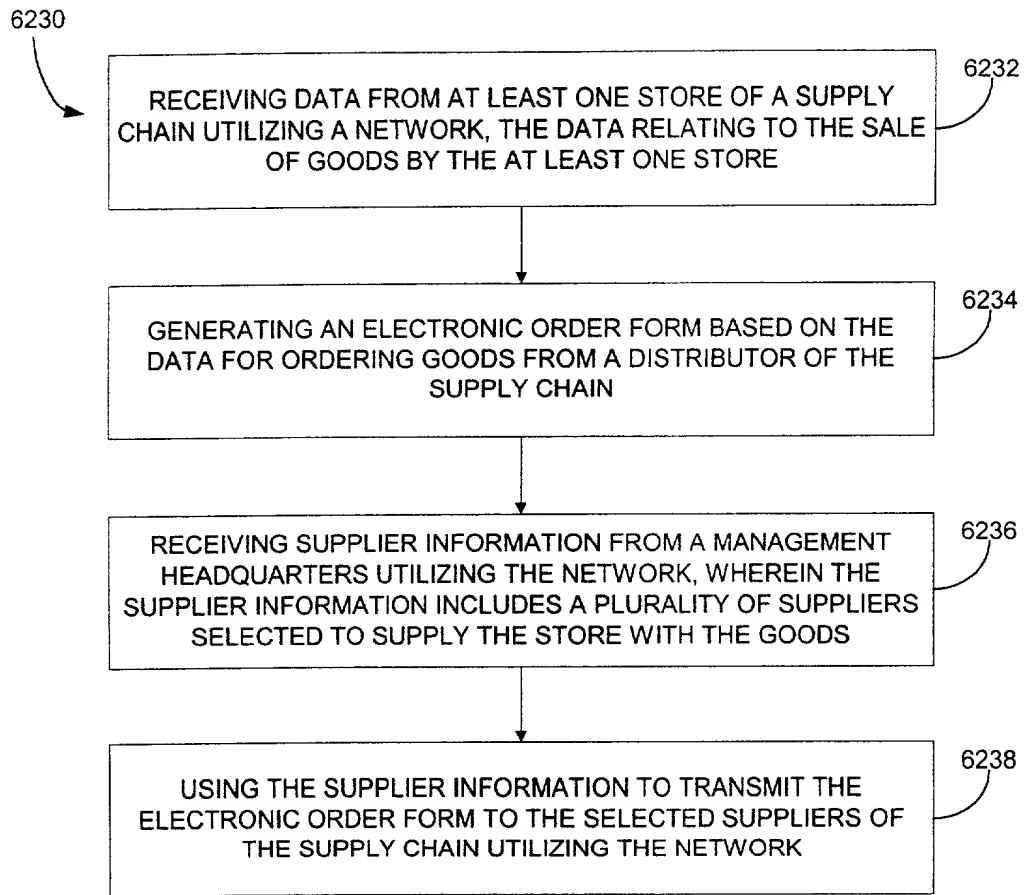 6230
6232
RECEIVING DATA FROM AT LEAST ONE STORE OF A SUPPLY
CHAIN UTILIZING A NETWORK, THE DATA RELATING TO THE SALE
OF GOODS BY THE AT LEAST ONE STORE
6234
GENERATING AN ELECTRONIC ORDER FORM BASED ON THE
DATA FOR ORDERING GOODS FROM A DISTRIBUTOR OF THE
SUPPLY CHAIN
6236
RECEIVING SUPPLIER INFORMATION FROM A MANAGEMENT
HEADQUARTERS UTILIZING THE NETWORK, WHEREIN THE
SUPPLIER INFORMATION INCLUDES A PLURALITY OF SUPPLIERS
SELECTED TO SUPPLY THE STORE WITH THE GOODS
6238
USING THE SUPPLIER INFORMATION TO TRANSMIT THE
ELECTRONIC ORDER FORM TO THE SELECTED SUPPLIERS OF
THE SUPPLY CHAIN UTILIZING THE NETWORK